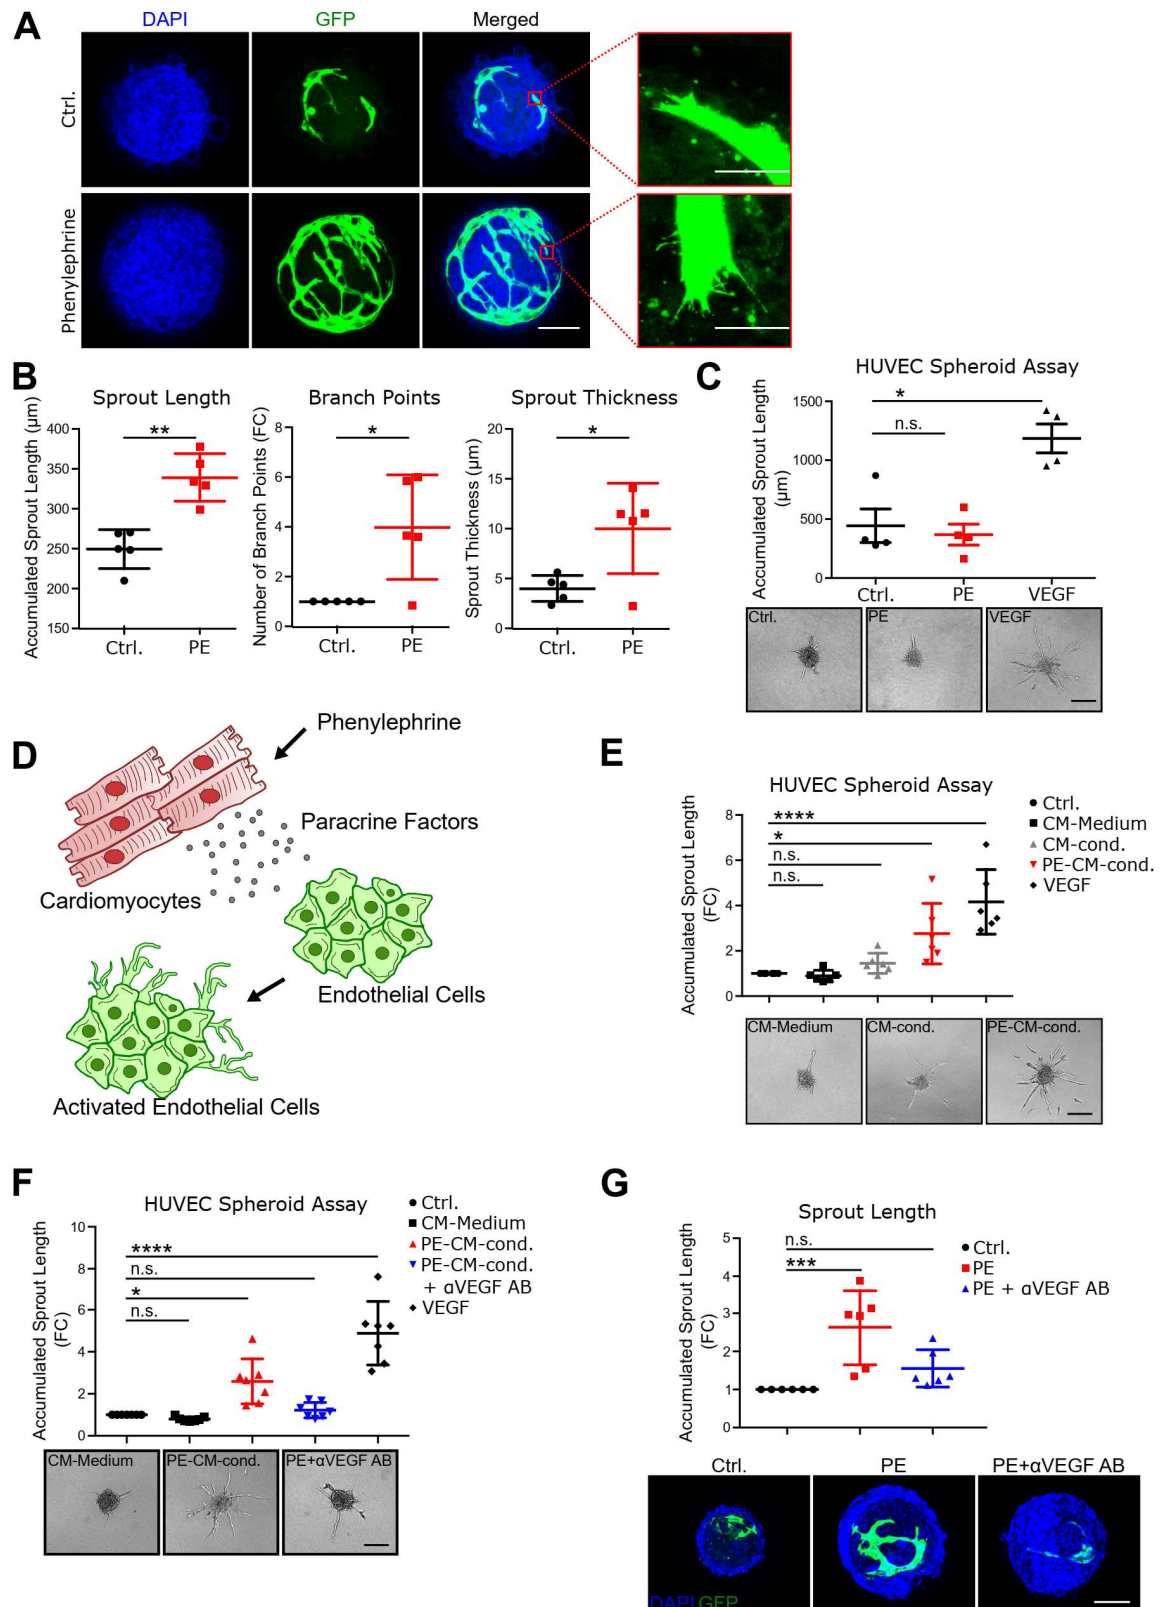 A
DAPI
GFP
Merged
Ctrl.
Phenylephrine
B
Sprout Length
Accumulated Sprout Length (µm)
400
350
300
250
200
150
**
Ctrl.
PE
Branch Points
Number of Branch Points (FC)
8
6
4
2
0
*
Ctrl.
PE
Sprout Thickness
Sprout Thickness (µm)
20
15
10
5
0
*
Ctrl.
PE
C
HUVEC Spheroid Assay
Accumulated Sprout Length
(µm)
1500
1000
500
0
*
n.s.
Ctrl.
PE
VEGF
Ctrl.
PE
VEGF
D
Phenylephrine
Paracrine Factors
Cardiomyocytes
Endothelial Cells
Activated Endothelial Cells
E
HUVEC Spheroid Assay
Accumulated Sprout Length
(FC)
8
6
4
2
0
****
*
n.s.
n.s.
Ctrl.
CM-Medium
CM-cond.
PE-CM-cond.
VEGF
CM-Medium
CM-cond.
PE-CM-cond.
F
HUVEC Spheroid Assay
Accumulated Sprout Length
(FC)
10
8
6
4
2
0
****
n.s.
*
n.s.
Ctrl.
CM-Medium
PE-CM-cond.
PE-CM-cond.
+ αVEGF AB
VEGF
CM-Medium
PE-CM-cond.
PE+αVEGF AB
G
Sprout Length
Accumulated Sprout Length
(FC)
5
4
3
2
1
0
n.s.
***
Ctrl.
PE
PE + αVEGF AB
Ctrl.
PE
PE+αVEGF AB
DAPI GFP